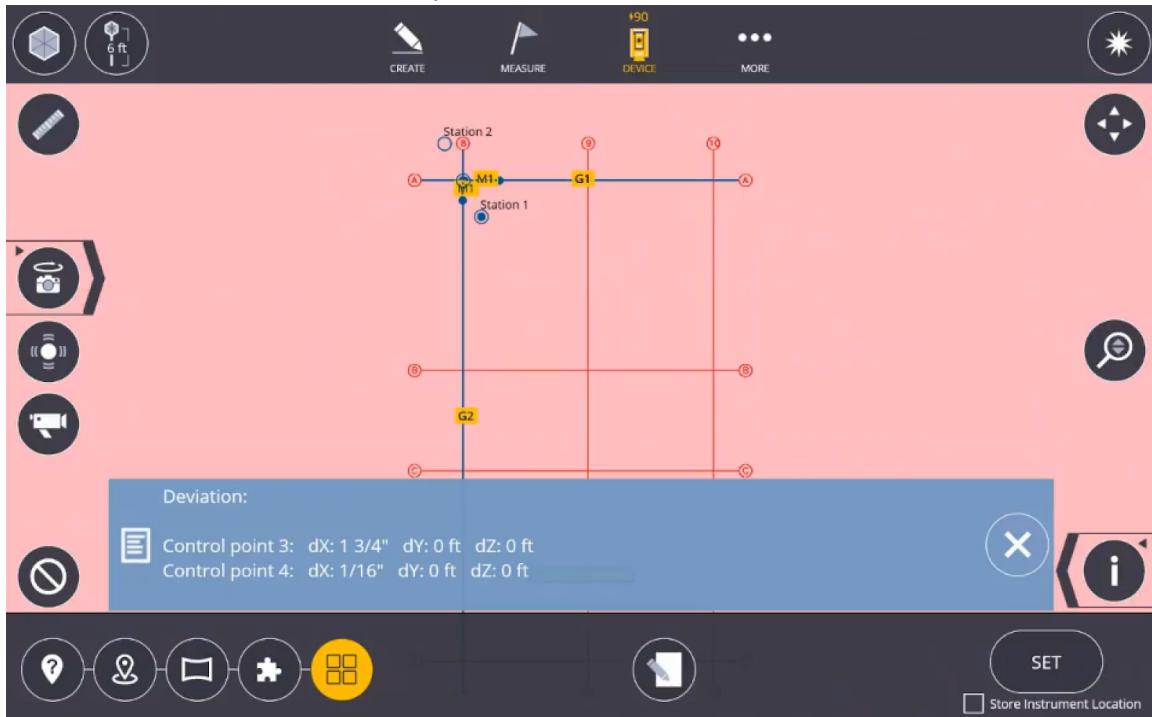 +90
6 ft
CREATE
MEASURE
DEVICE
MORE
Station 2
8
9
10
A
M1
G1
A
M1
Station 1
B
B
G2
C
C
Deviation:
Control point 3: dX: 1 3/4" dY: 0 ft dZ: 0 ft
Control point 4: dX: 1/16" dY: 0 ft dZ: 0 ft
i
?
SET
Store Instrument Location